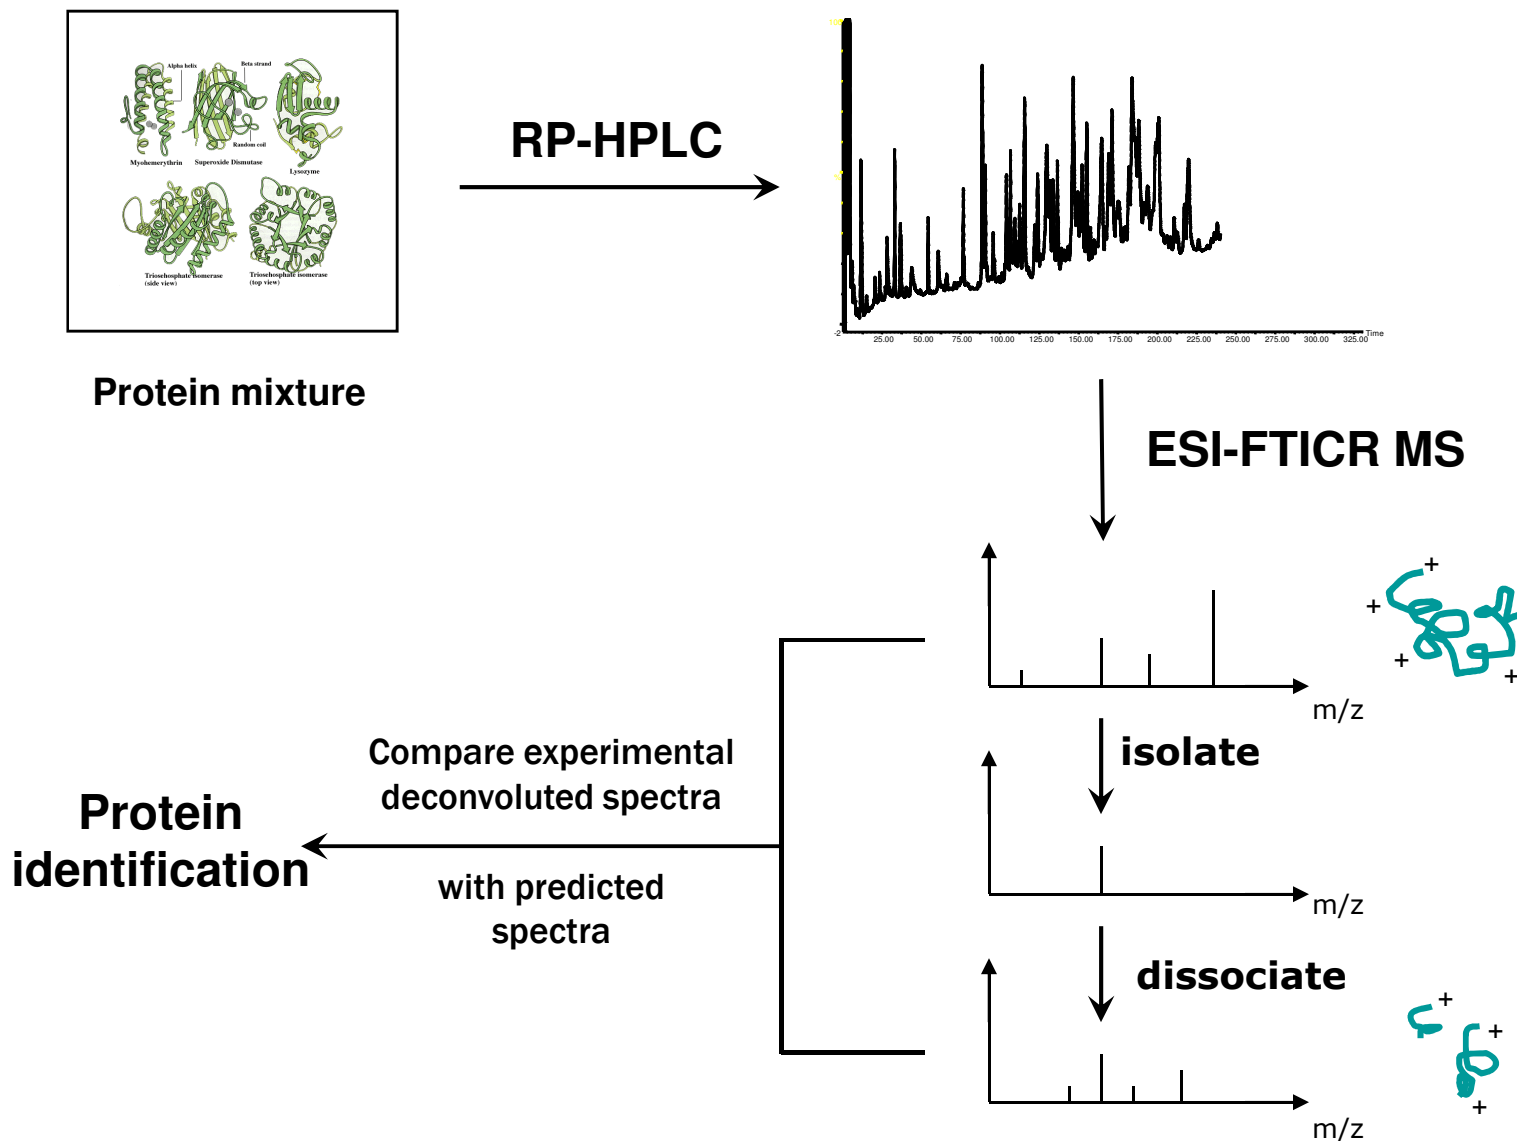 Alpha helix
Beta strand
Random coil
Myohemerythrin
Superoxide Dismutase
Lysozyme
Triosephosphate isomerase
(side view)
Triosephosphate isomerase
(top view)
Protein mixture
RP-HPLC
-2
25.00 50.00 75.00 100.00 125.00 150.00 175.00 200.00 225.00 250.00 275.00 300.00 325.00
Time
ESI-FTICR MS
+
+
+
+
m/z
isolate
m/z
dissociate
+
+
+
m/z
Compare experimental
deconvoluted spectra
with predicted
spectra
Protein
identification